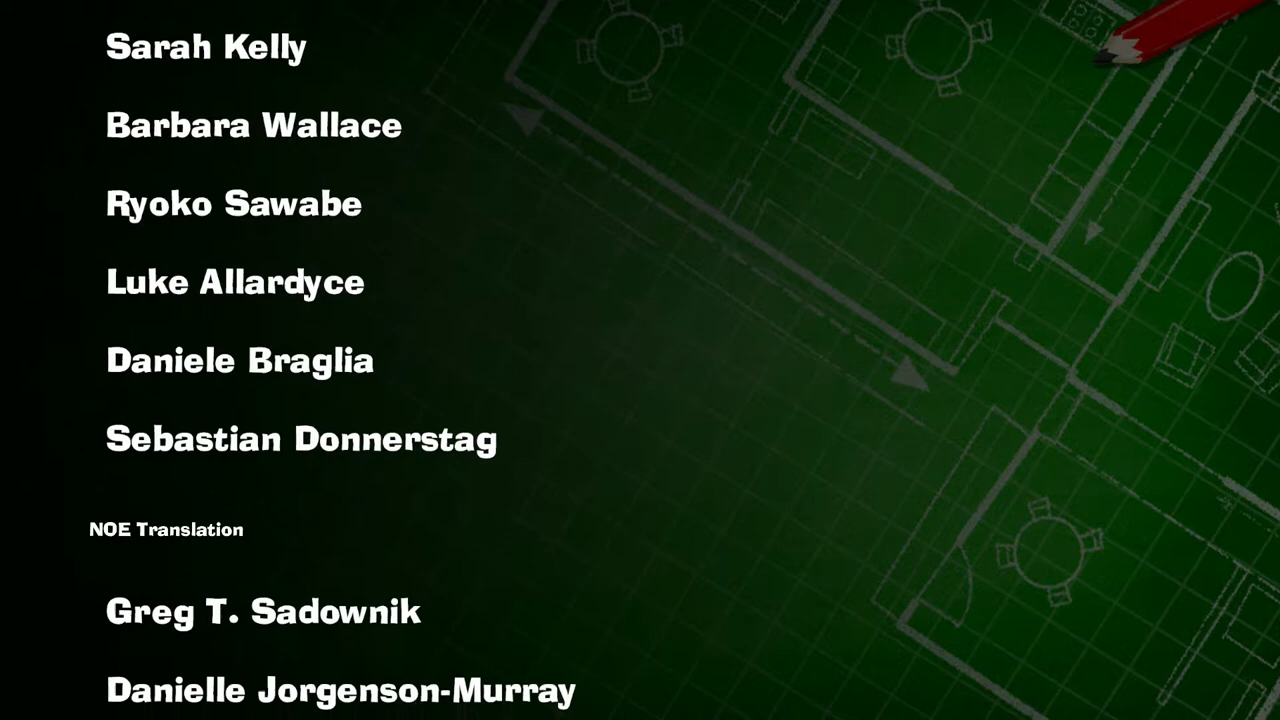 Sarah Kelly
Barbara Wallace
Ryoko Sawabe
Luke Allardyce
Daniele Braglia
Sebastian Donnerstag
NOE Translation
Greg T. Sadownik
Danielle Jorgenson-Murray